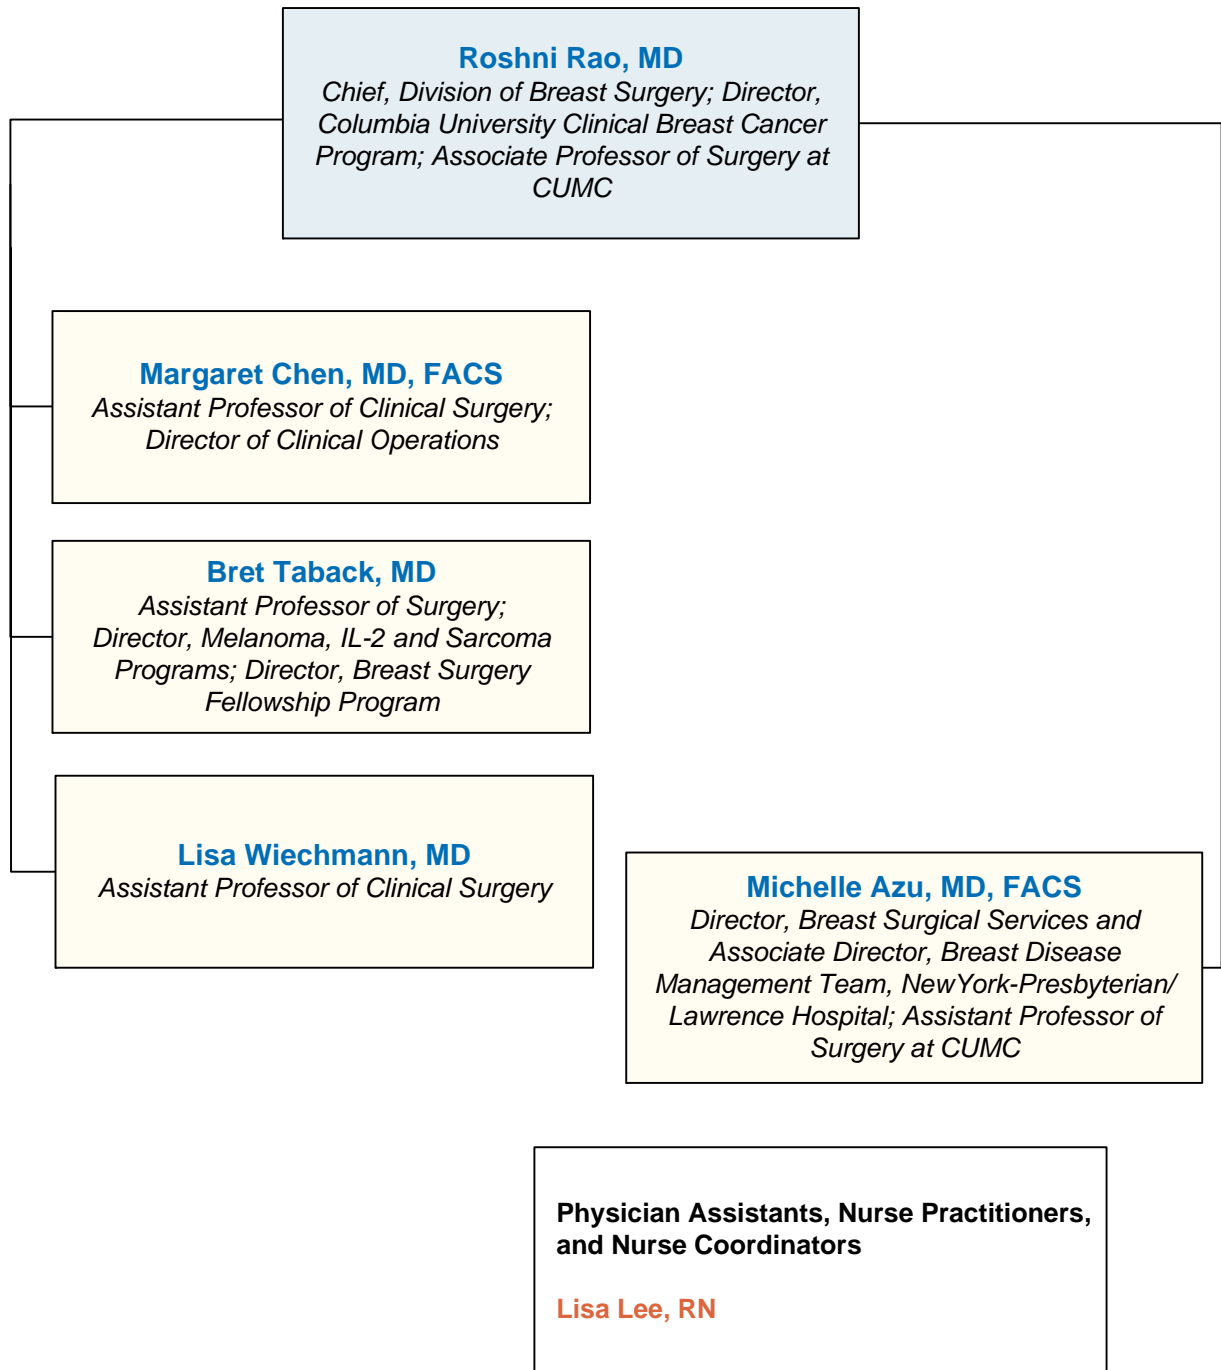 Roshni Rao, MD
Chief, Division of Breast Surgery; Director,
Columbia University Clinical Breast Cancer
Program; Associate Professor of Surgery at
CUMC
Margaret Chen, MD, FACS
Assistant Professor of Clinical Surgery;
Director of Clinical Operations
Bret Taback, MD
Assistant Professor of Surgery;
Director, Melanoma, IL-2 and Sarcoma
Programs; Director, Breast Surgery
Fellowship Program
Lisa Wiechmann, MD
Assistant Professor of Clinical Surgery
Michelle Azu, MD, FACS
Director, Breast Surgical Services and
Associate Director, Breast Disease
Management Team, NewYork-Presbyterian/
Lawrence Hospital; Assistant Professor of
Surgery at CUMC
Physician Assistants, Nurse Practitioners,
and Nurse Coordinators
Lisa Lee, RN